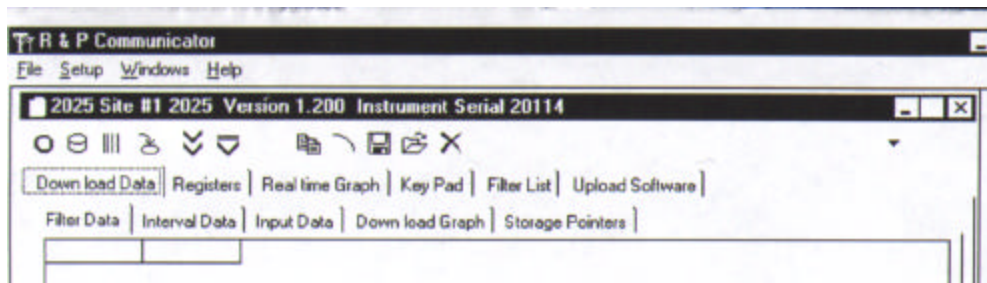 R & P Communicator
File Setup Windows Help
2025 Site #1 2025 Version 1.200 Instrument Serial 20114
Down load Data Registers Real time Graph Key Pad Filter List Upload Software
Filter Data Interval Data Input Data Down load Graph Storage Pointers